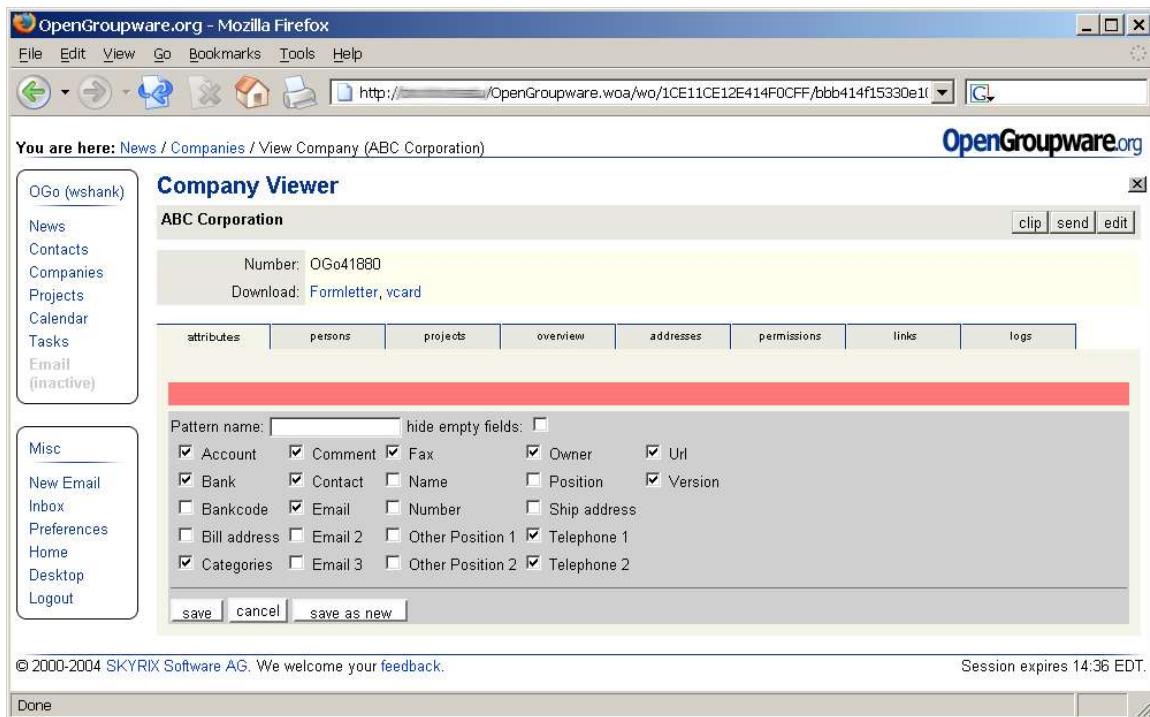 OpenGroupware.org - Mozilla Firefox
File Edit View Go Bookmarks Tools Help
http:// /OpenGroupware.woa/wo/1CE11CE12E414F0CFF/bbb414f15330e1( G
You are here: News / Companies / View Company (ABC Corporation) OpenGroupware.org
OGo (wshank)
News
Contacts
Companies
Projects
Calendar
Tasks
Email
(inactive)
Misc
New Email
Inbox
Preferences
Home
Desktop
Logout
Company Viewer
ABC Corporation clip send edit
Number: OGo41880
Download: Formletter, vcard
attributes persons projects overview addresses permissions links logs
Pattern name: hide empty fields:
Account Comment Fax Owner Url
Bank Contact Name Position Version
Bankcode Email Number Ship address
Bill address Email 2 Other Position 1 Telephone 1
Categories Email 3 Other Position 2 Telephone 2
save cancel save as new
© 2000-2004 SKYRIX Software AG. We welcome your feedback. Session expires 14:36 EDT.
Done